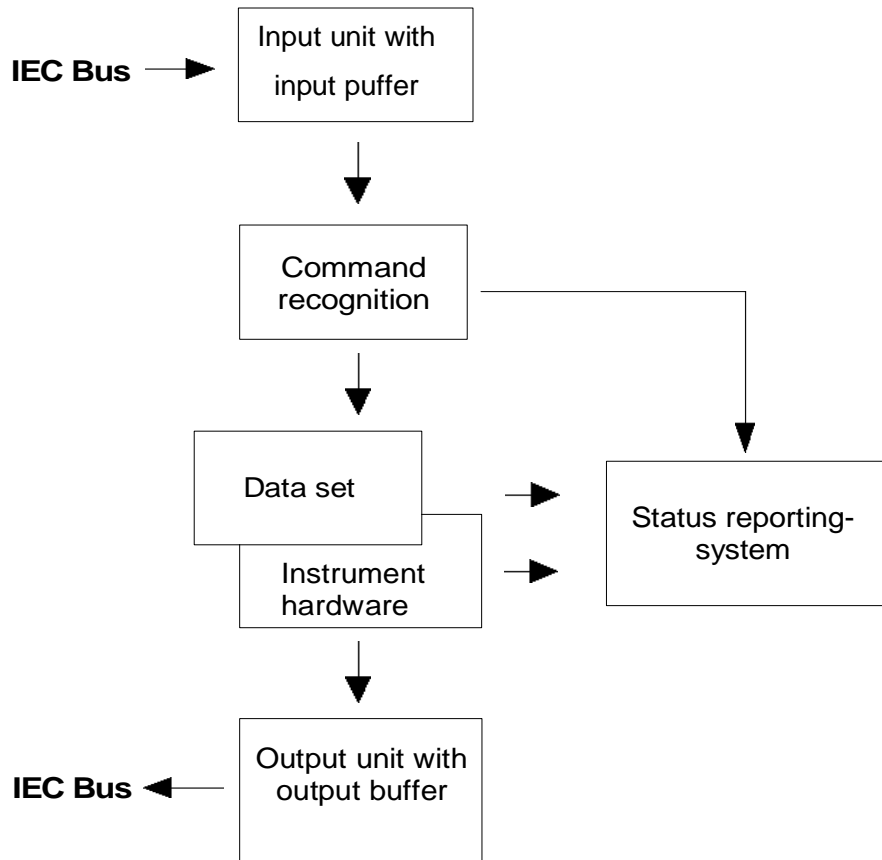 Input unit with
IEC Bus
input puffer
Command
recognition
Data set
Status reporting-
system
Instrument
hardware
Output unit with
IEC Bus
output buffer